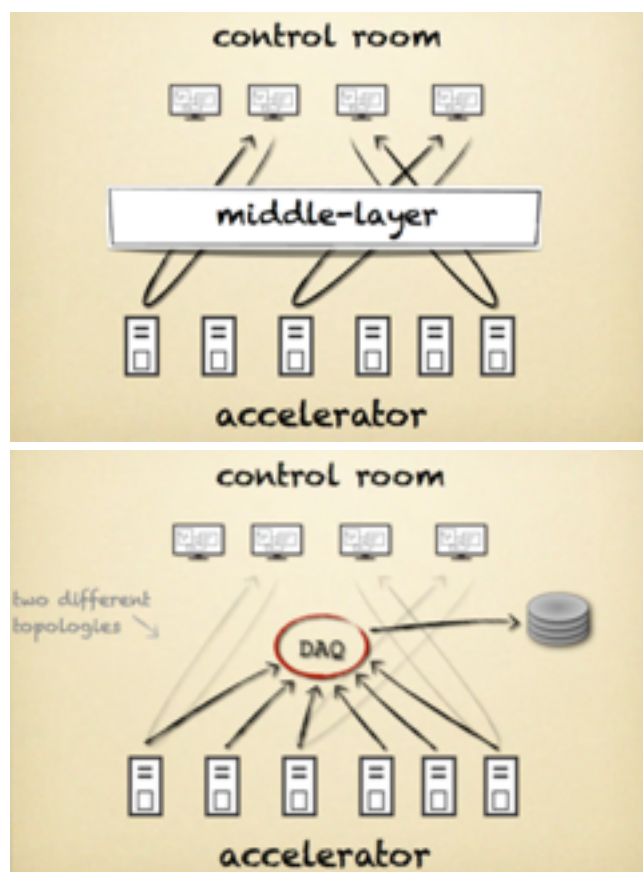 control room
middle-layer
accelerator
control room
two different
topologies
DAQ
accelerator